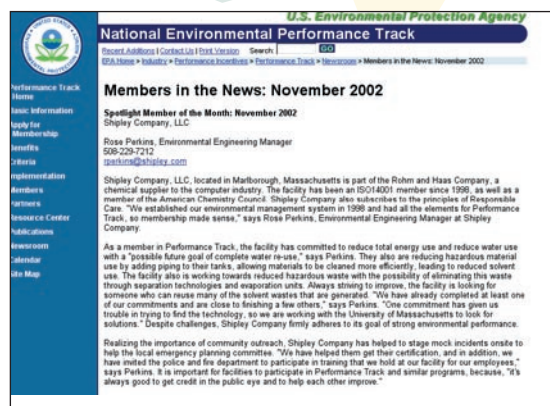 U.S. Environmental Protection Agency
National Environmental Performance Track
Recent Additions | Contact Us | Print Version Search: GO
EPA Home > Industry > Performance Incentives > Performance Track > Newsroom > Members in the News: November 2002
Performance Track
Home
Basic Information
Apply for
Membership
Benefits
Criteria
Implementation
Members
Partners
Resource Center
Publications
Newsroom
Calendar
Site Map
Members in the News: November 2002
Spotlight Member of the Month: November 2002
Shipley Company, LLC
Rose Perkins, Environmental Engineering Manager
508-229-7212
rperkins@shipley.com
Shipley Company, LLC, located in Marlborough, Massachusetts is part of the Rohm and Haas Company, a
chemical supplier to the computer industry. The facility has been an ISO14001 member since 1998, as well as a
member of the American Chemistry Council. Shipley Company also subscribes to the principles of Responsible
Care. "We established our environmental management system in 1998 and had all the elements for Performance
Track, so membership made sense," says Rose Perkins, Environmental Engineering Manager at Shipley
Company.
As a member in Performance Track, the facility has committed to reduce total energy use and reduce water use
with a "possible future goal of complete water re-use," says Perkins. They also are reducing hazardous material
use by adding piping to their tanks, allowing materials to be cleaned more efficiently, leading to reduced solvent
use. The facility also is working towards reduced hazardous waste with the possibility of eliminating this waste
through separation technologies and evaporation units. Always striving to improve, the facility is looking for
someone who can reuse many of the solvent wastes that are generated. "We have already completed at least one
of our commitments and are close to finishing a few others," says Perkins. "One commitment has given us
trouble in trying to find the technology, so we are working with the University of Massachusetts to look for
solutions." Despite challenges, Shipley Company firmly adheres to its goal of strong environmental performance.
Realizing the importance of community outreach, Shipley Company has helped to stage mock incidents onsite to
help the local emergency planning committee. "We have helped them get their certification, and in addition, we
have invited the police and fire department to participate in training that we hold at our facility for our employees,"
says Perkins. It is important for facilities to participate in Performance Track and similar programs, because, "it's
always good to get credit in the public eye and to help each other improve."